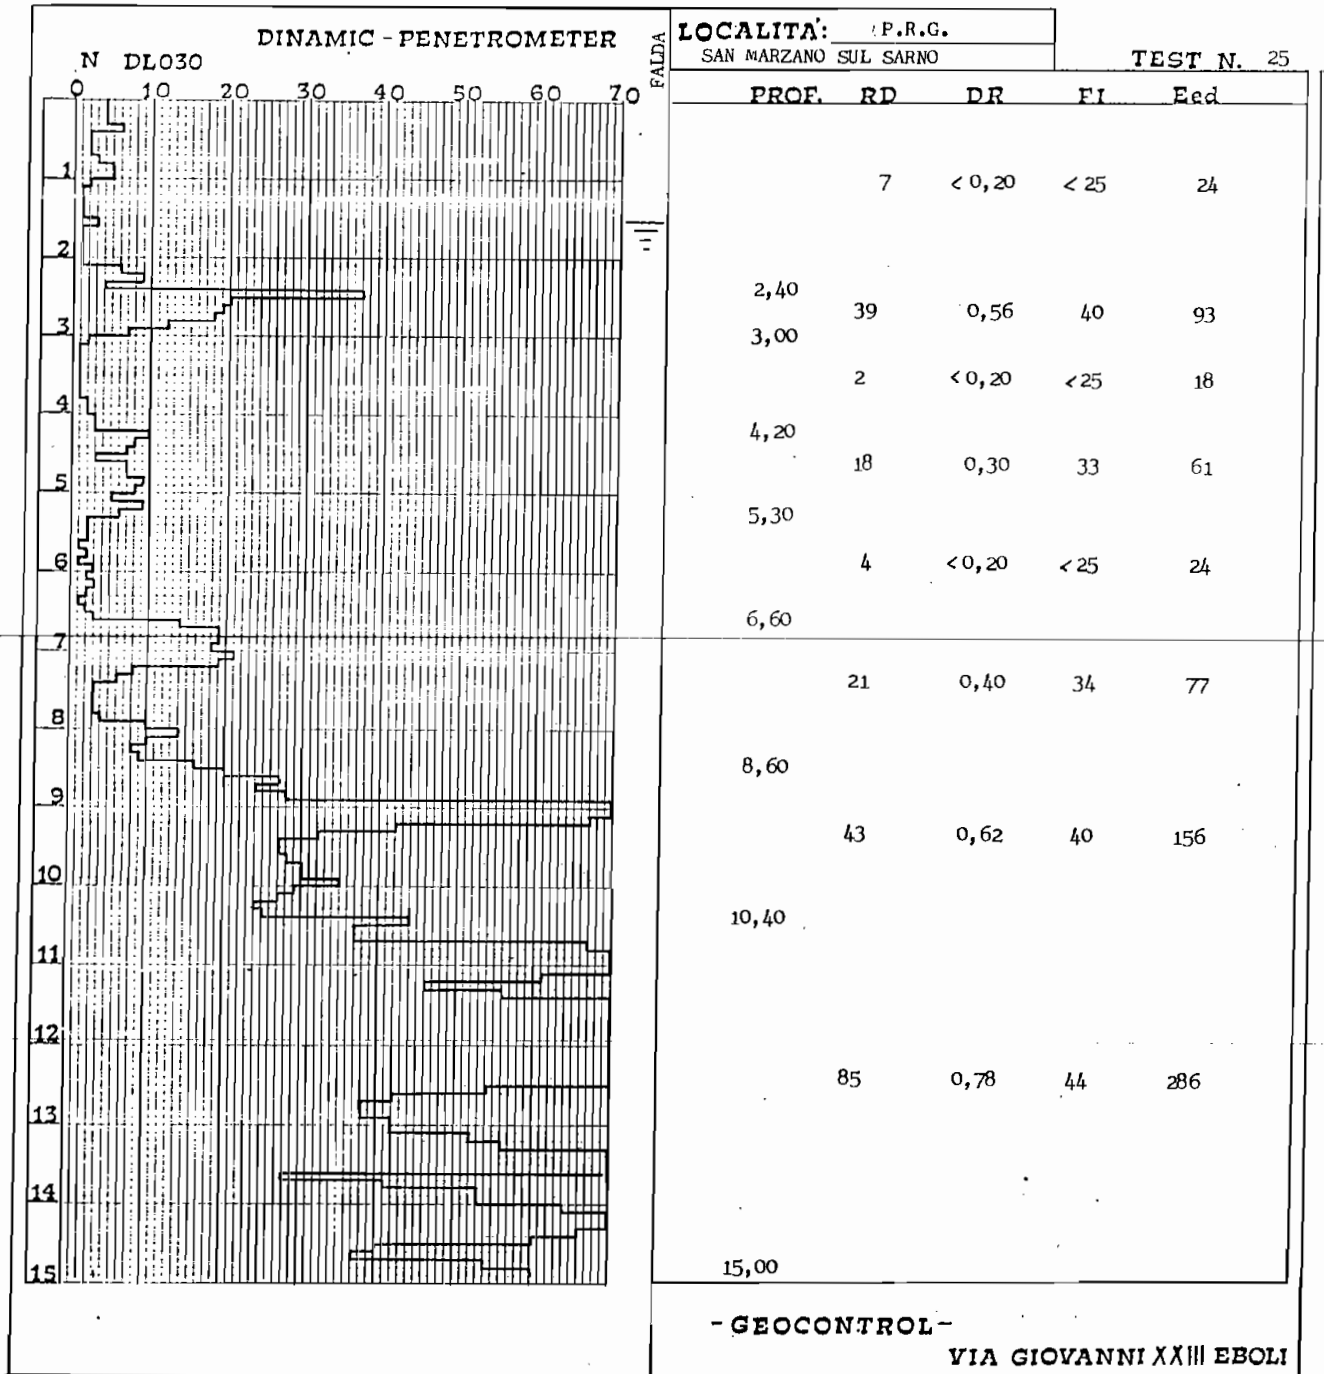 DINAMIC - PENETROMETER
N DL030
0 10 20 30 40 50 60 70
FALDA
1
2
3
4
5
6
7
8
9
10
11
12
13
14
15
LOCALITA': P.R.G.
SAN MARZANO SUL SARNO
TEST N. 25
PROF. RD DR FI Eed
7 <0,20 <25 24
2,40
39 0,56 40 93
3,00
2 <0,20 <25 18
4,20
18 0,30 33 61
5,30
4 <0,20 <25 24
6,60
21 0,40 34 77
8,60
43 0,62 40 156
10,40
85 0,78 44 286
15,00
-GEOCONTROL-
VIA GIOVANNI XXIII EBOLI